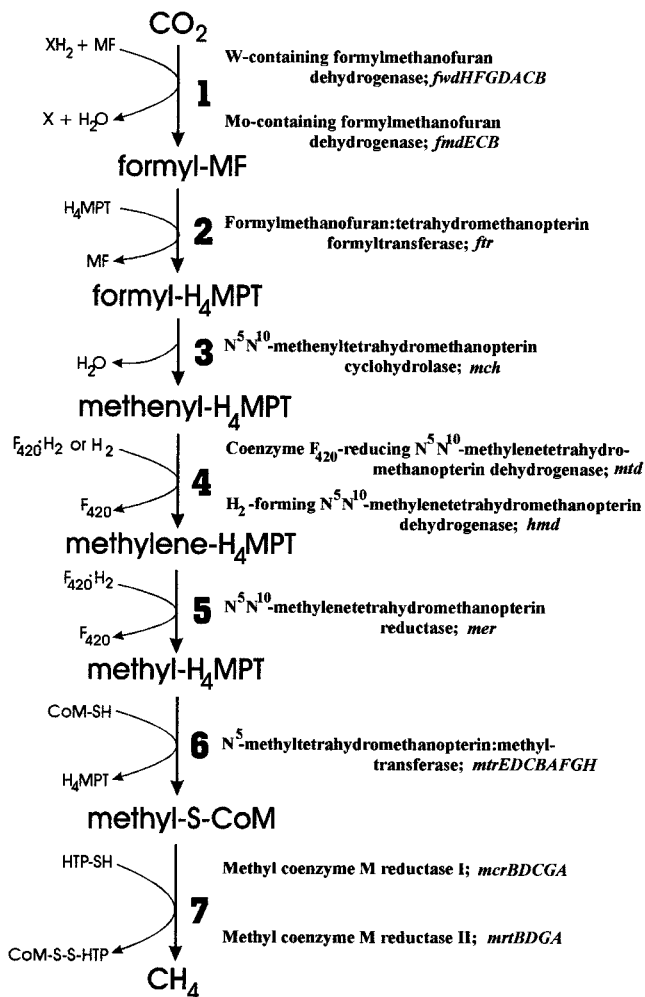 CO2
XH2 + MF
W-containing formylmethanofuran
dehydrogenase; fwdHFGDACB
1
X + H2O
Mo-containing formylmethanofuran
dehydrogenase; fmdECB
formyl-MF
H4MPT
2
Formylmethanofuran:tetrahydromethanopterin
formyltransferase; ftr
MF
formyl-H4MPT
3
N5N10-methenyltetrahydromethanopterin
cyclohydrolase; mch
H2O
methenyl-H4MPT
F420·H2 or H2
Coenzyme F420-reducing N5N10-methylenetetrahydro-
methanopterin dehydrogenase; mtd
4
F420
H2-forming N5N10-methylenetetrahydromethanopterin
dehydrogenase; hmd
methylene-H4MPT
F420·H2
5
N5N10-methylenetetrahydromethanopterin
reductase; mer
F420
methyl-H4MPT
CoM-SH
6
N5-methyltetrahydromethanopterin:methyl-
transferase; mtrEDCBAFGH
H4MPT
methyl-S-CoM
HTP-SH
Methyl coenzyme M reductase I; mcrBDCGA
7
Methyl coenzyme M reductase II; mrtBDGA
CoM-S-S-HTP
CH4